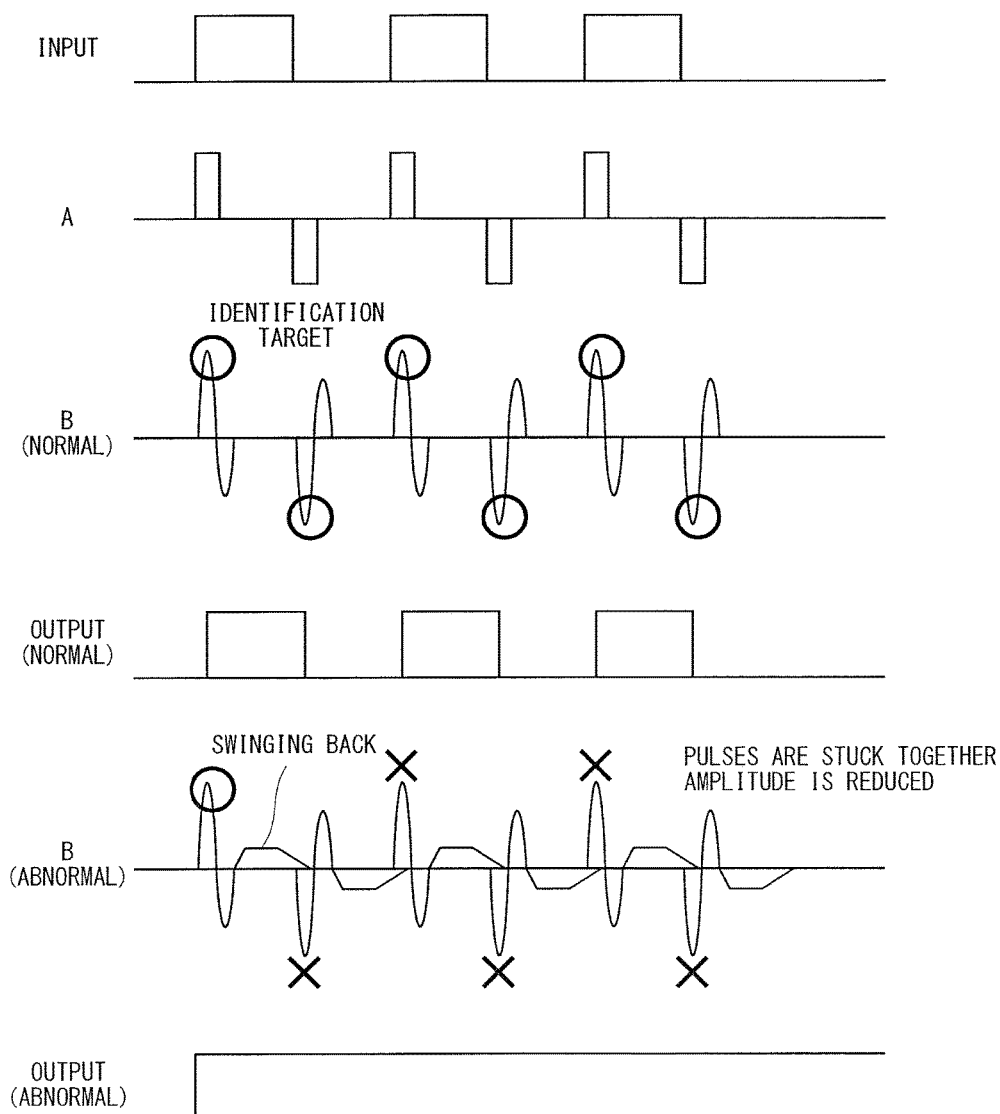 INPUT
A
IDENTIFICATION
TARGET
B
(NORMAL)
OUTPUT
(NORMAL)
SWINGING BACK
PULSES ARE STUCK TOGETHER
AMPLITUDE IS REDUCED
B
(ABNORMAL)
OUTPUT
(ABNORMAL)